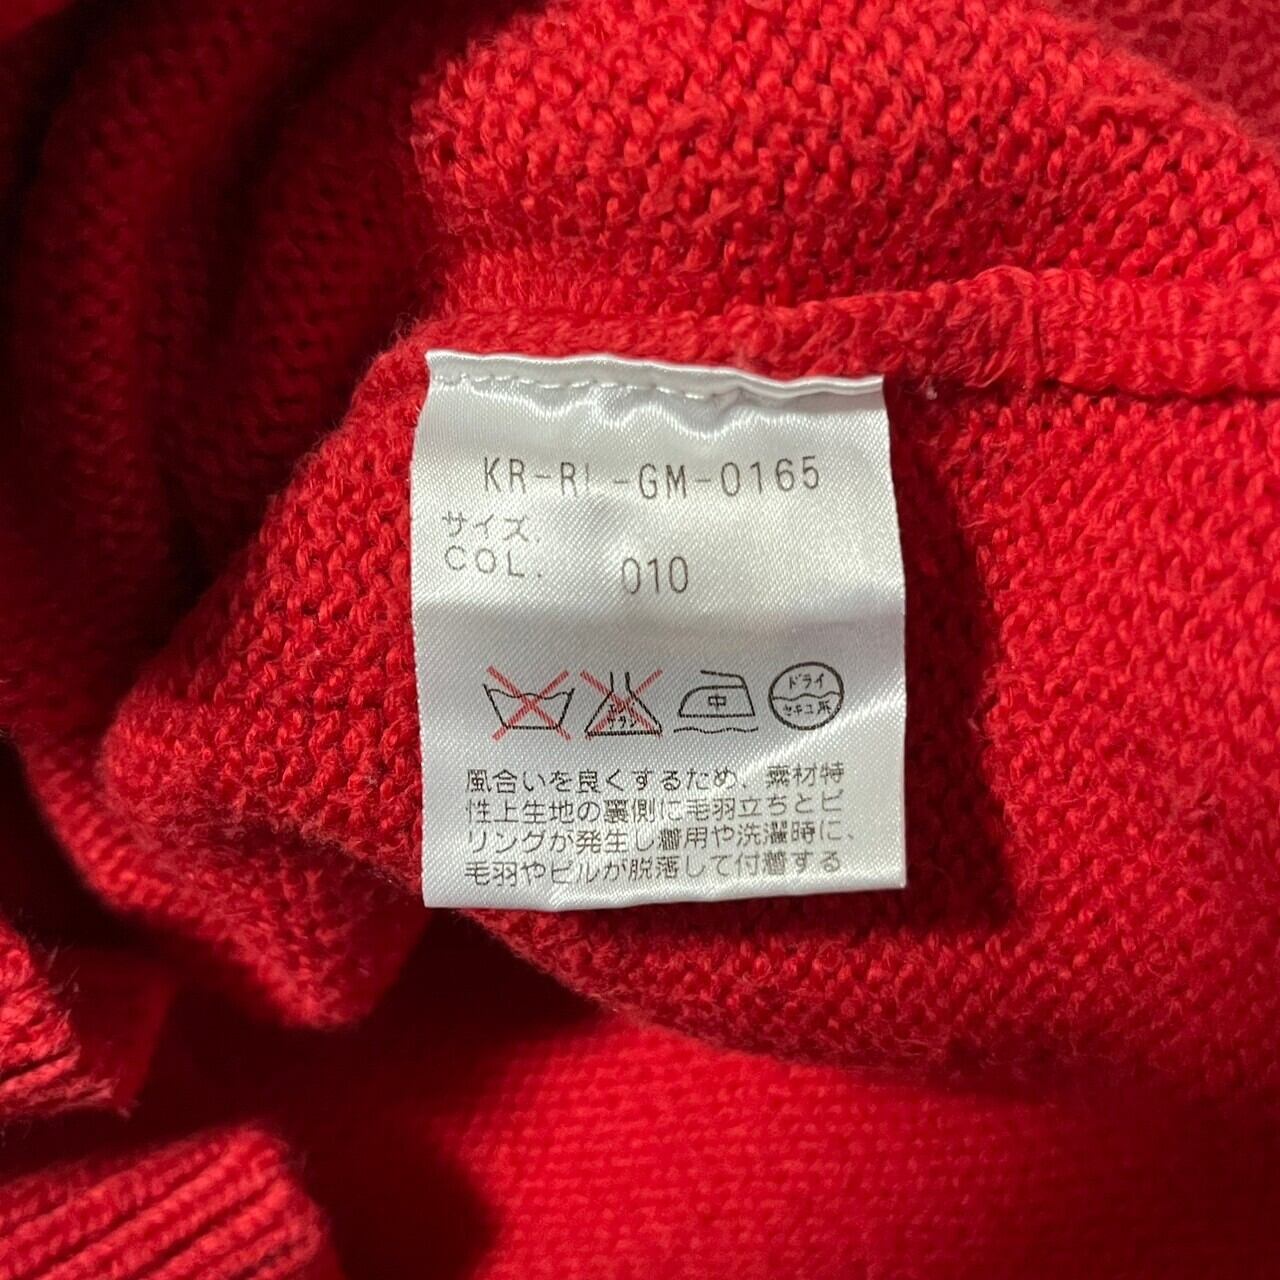 KR-RL-GM-0165
サイズ.
COL. 010
中
ドライ
セキユ系
風合いを良くするため、素材特
性上生地の裏側に毛羽立ちとピ
リングが発生し着用や洗濯時に、
毛羽やピルが脱落して付着する